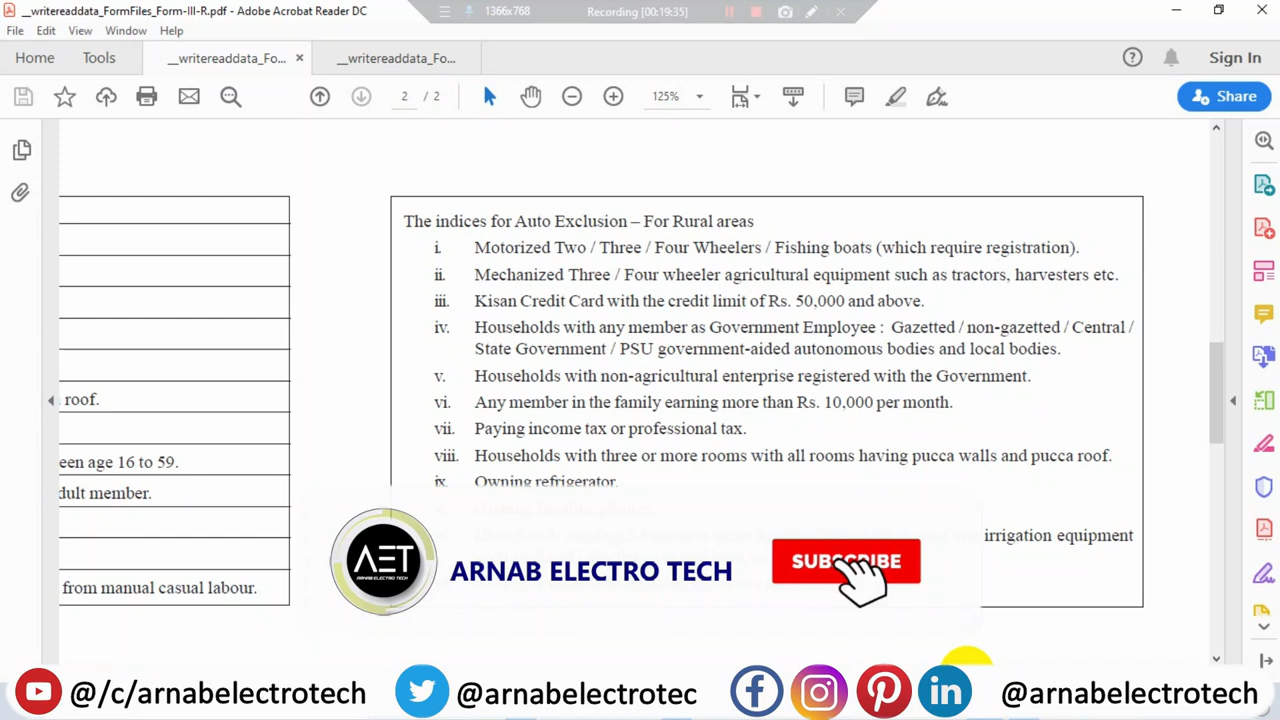 __writereaddata_FormFiles_Form-III-R.pdf - Adobe Acrobat Reader DC
1366x768
Recording [00:19:35]
File Edit View Window Help
Home Tools __writereaddata_Fo... × __writereaddata_Fo... Sign In
2 / 2 125% Share
The indices for Auto Exclusion – For Rural areas
i. Motorized Two / Three / Four Wheelers / Fishing boats (which require registration).
ii. Mechanized Three / Four wheeler agricultural equipment such as tractors, harvesters etc.
iii. Kisan Credit Card with the credit limit of Rs. 50,000 and above.
iv. Households with any member as Government Employee : Gazetted / non-gazetted / Central /
State Government / PSU government-aided autonomous bodies and local bodies.
v. Households with non-agricultural enterprise registered with the Government.
vi. Any member in the family earning more than Rs. 10,000 per month.
vii. Paying income tax or professional tax.
viii. Households with three or more rooms with all rooms having pucca walls and pucca roof.
ix. Owning refrigerator.
irrigation equipment
roof.
een age 16 to 59.
dult member.
from manual casual labour.
AET
ARNAB ELECTRO TECH
ARNAB ELECTRO TECH
SUBSCRIBE
@/c/arnabelectrotech @arnabelectrotec @arnabelectrotech